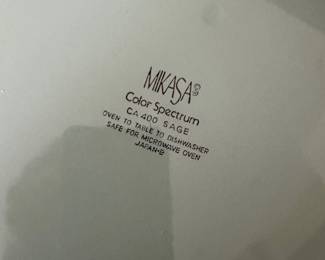 MIKASA®
Color Spectrum
CA 400 SAGE
OVEN TO TABLE TO DISHWASHER
SAFE FOR MICROWAVE OVEN
JAPAN-B